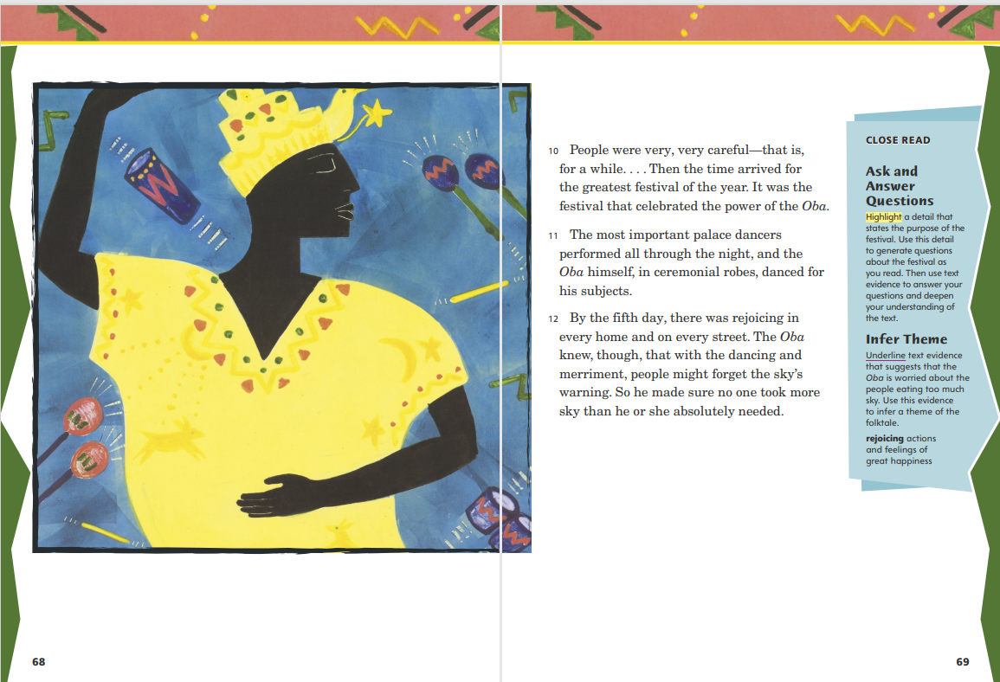 10 People were very, very careful—that is,
for a while. . . . Then the time arrived for
the greatest festival of the year. It was the
festival that celebrated the power of the Oba.
11 The most important palace dancers
performed all through the night, and the
Oba himself, in ceremonial robes, danced for
his subjects.
12 By the fifth day, there was rejoicing in
every home and on every street. The Oba
knew, though, that with the dancing and
merriment, people might forget the sky’s
warning. So he made sure no one took more
sky than he or she absolutely needed.
CLOSE READ
Ask and
Answer
Questions
Highlight a detail that
states the purpose of the
festival. Use this detail
to generate questions
about the festival as
you read. Then use text
evidence to answer your
questions and deepen
your understanding of
the text.
Infer Theme
Underline text evidence
that suggests that the
Oba is worried about the
people eating too much
sky. Use this evidence
to infer a theme of the
folktale.
rejoicing actions
and feelings of
great happiness
68
69